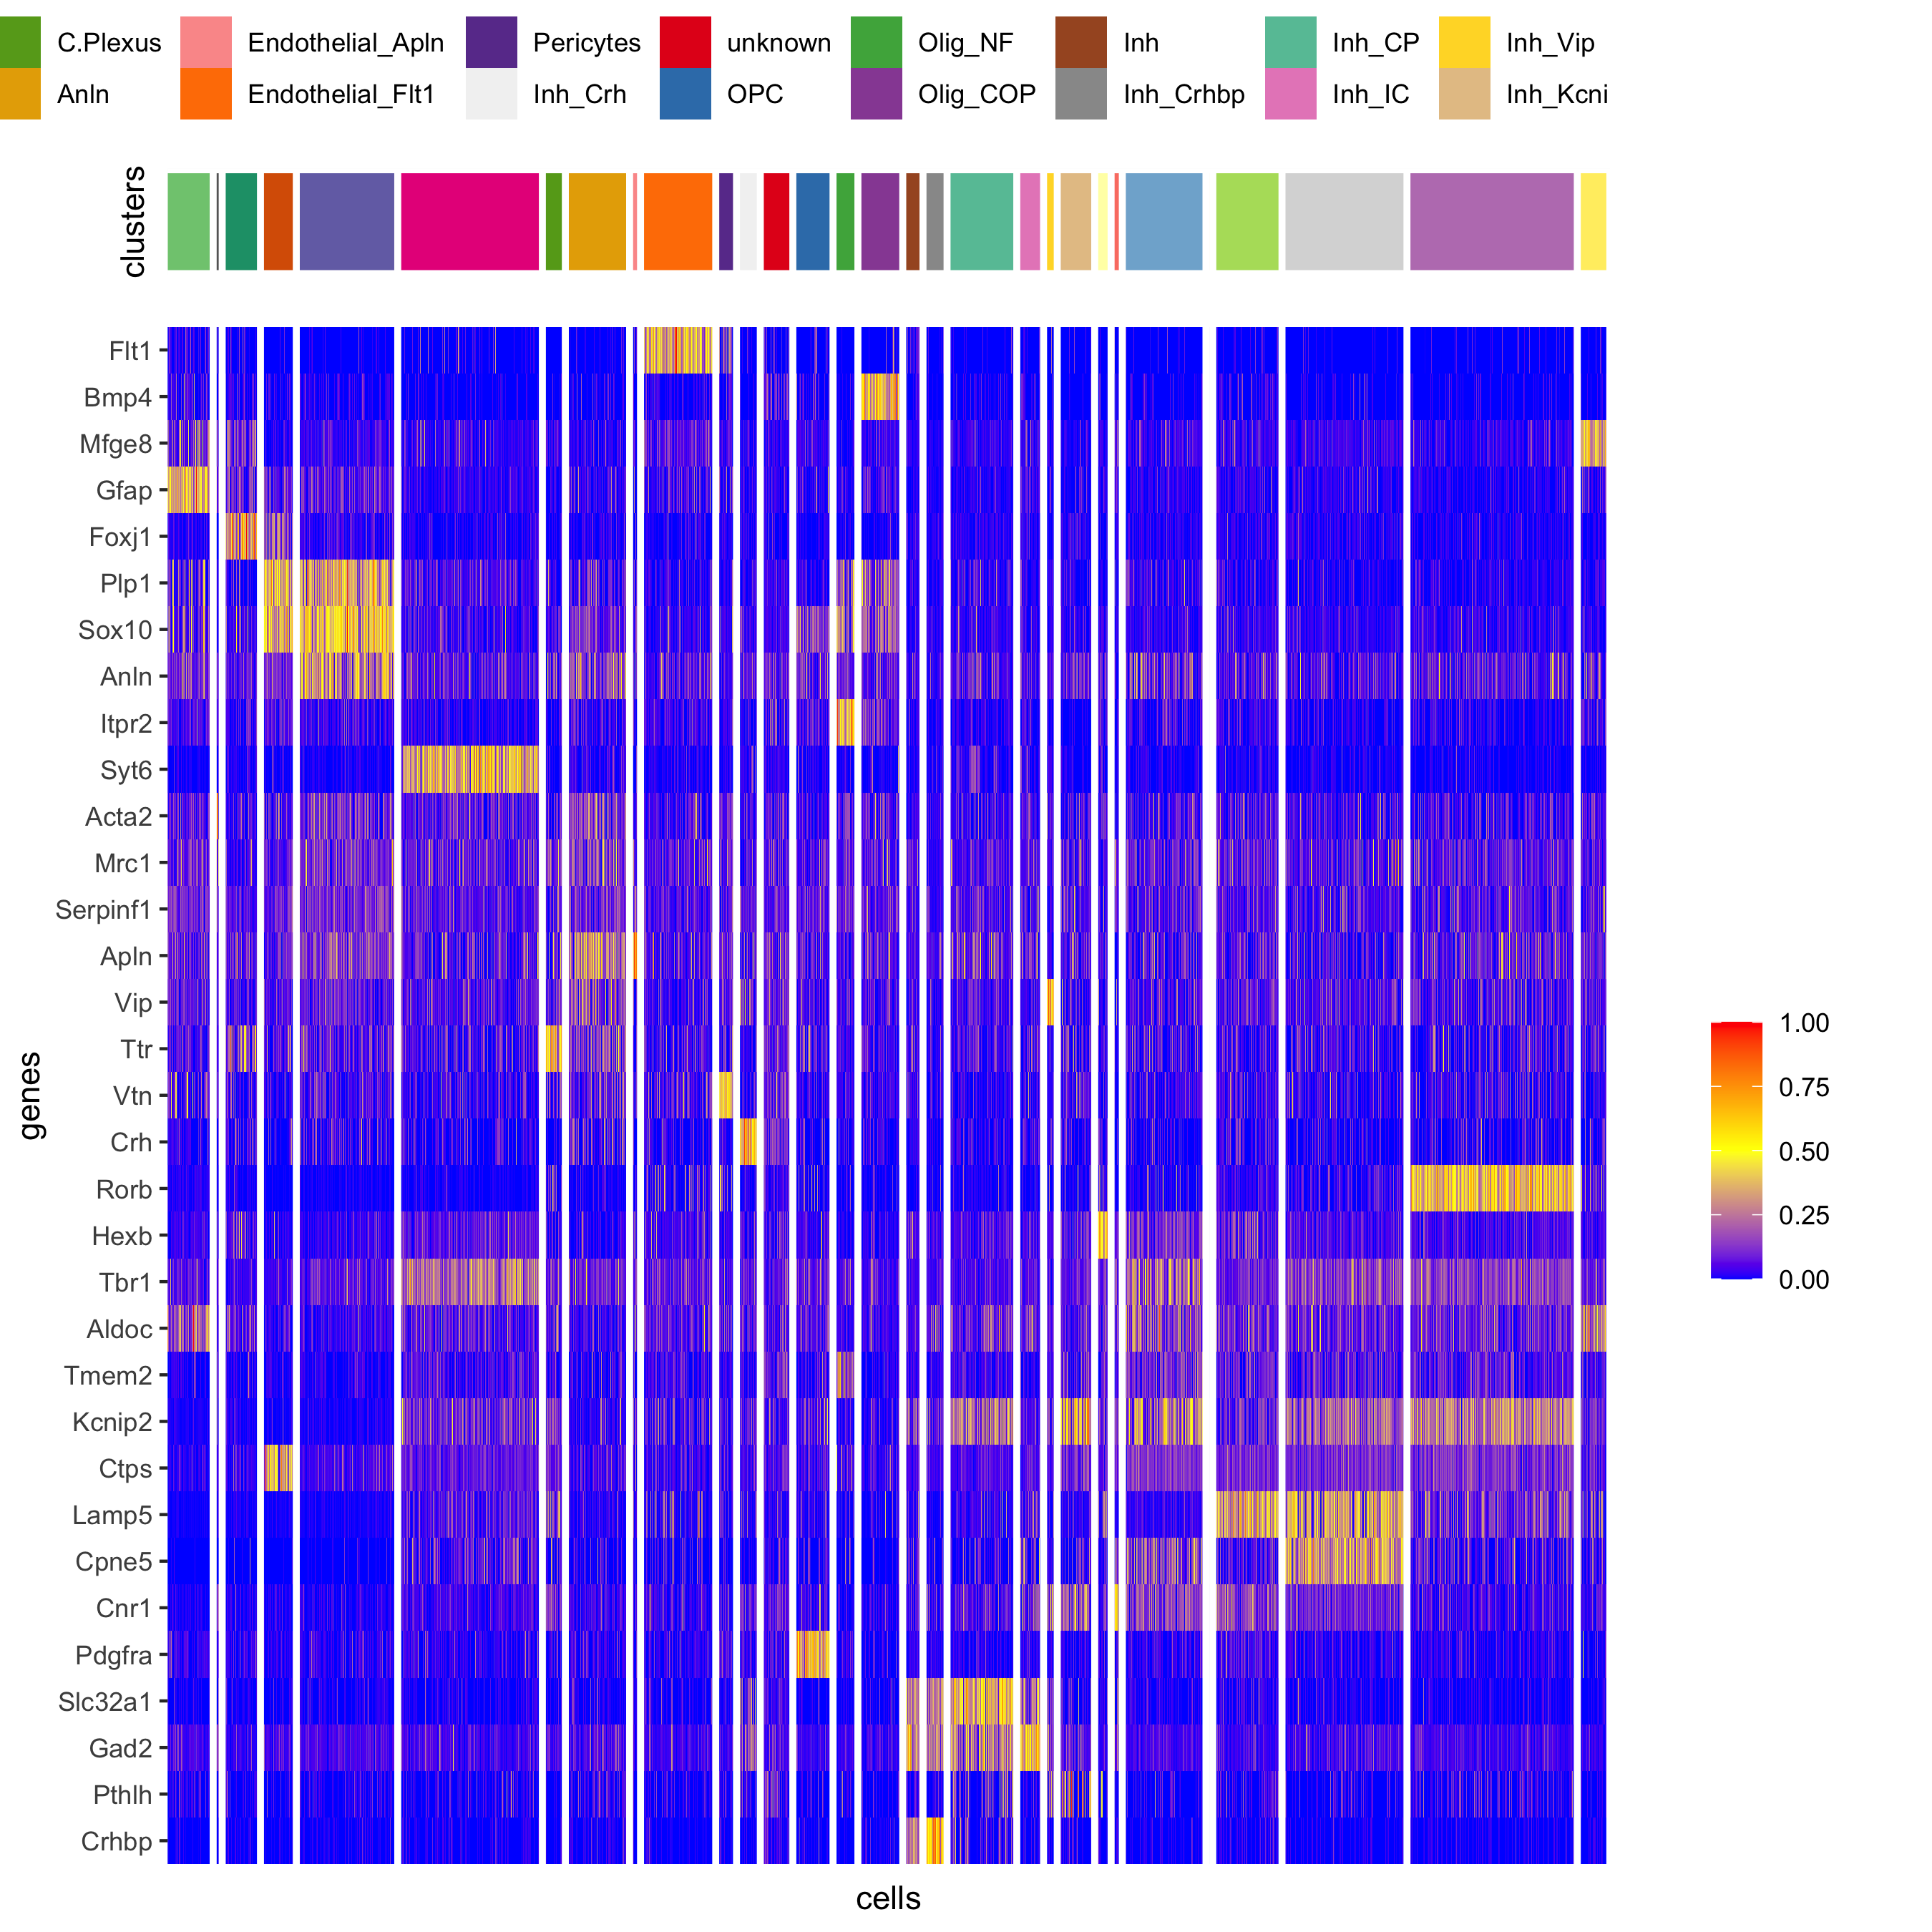 C.Plexus Endothelial_Apln Pericytes unknown Olig_NF Inh Inh_CP Inh_Vip
Anln Endothelial_Flt1 Inh_Crh OPC Olig_COP Inh_Crhbp Inh_IC Inh_Kcni
clusters
Flt1
Bmp4
Mfge8
Gfap
Foxj1
Plp1
Sox10
Anln
Itpr2
Syt6
Acta2
Mrc1
Serpinf1
Apln
Vip
Ttr
Vtn
Crh
Rorb
Hexb
Tbr1
Aldoc
Tmem2
Kcnip2
Ctps
Lamp5
Cpne5
Cnr1
Pdgfra
Slc32a1
Gad2
Pthlh
Crhbp
genes
cells
1.00
0.75
0.50
0.25
0.00